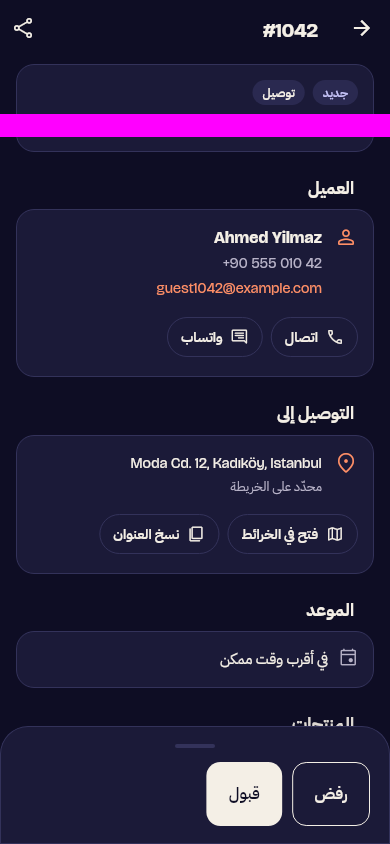 #1042
جديد
توصيل
العميل
Ahmed Yilmaz
+90 555 010 42
guest1042@example.com
اتصال
واتساب
التوصيل إلى
Moda Cd. 12, Kadıköy, Istanbul
محدّد على الخريطة
فتح في الخرائط
نسخ العنوان
الموعد
في أقرب وقت ممكن
المنتجات
رفض
قبول